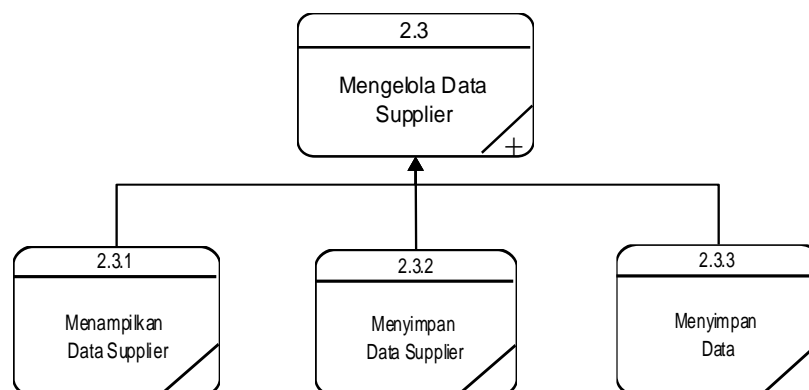 2.3
Mengelola Data
Supplier
2.3.1
Menampilkan
Data Supplier
2.3.2
Menyimpan
Data Supplier
2.3.3
Menyimpan
Data